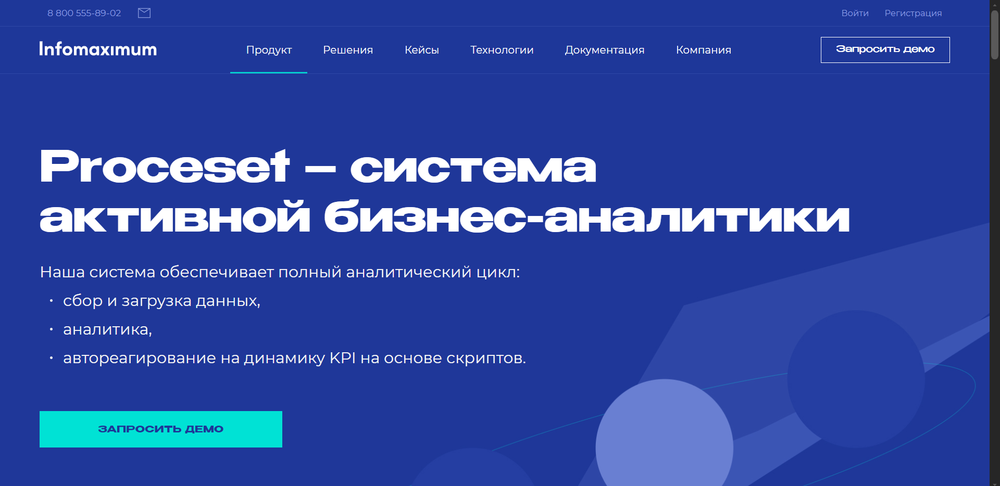 8 800 555-89-02
Войти
Регистрация
Infomaximum
Продукт
Решения
Кейсы
Технологии
Документация
Компания
Запросить демо
Proceset – система
активной бизнес-аналитики
Наша система обеспечивает полный аналитический цикл:
• сбор и загрузка данных,
• аналитика,
• автореагирование на динамику KPI на основе скриптов.
ЗАПРОСИТЬ ДЕМО